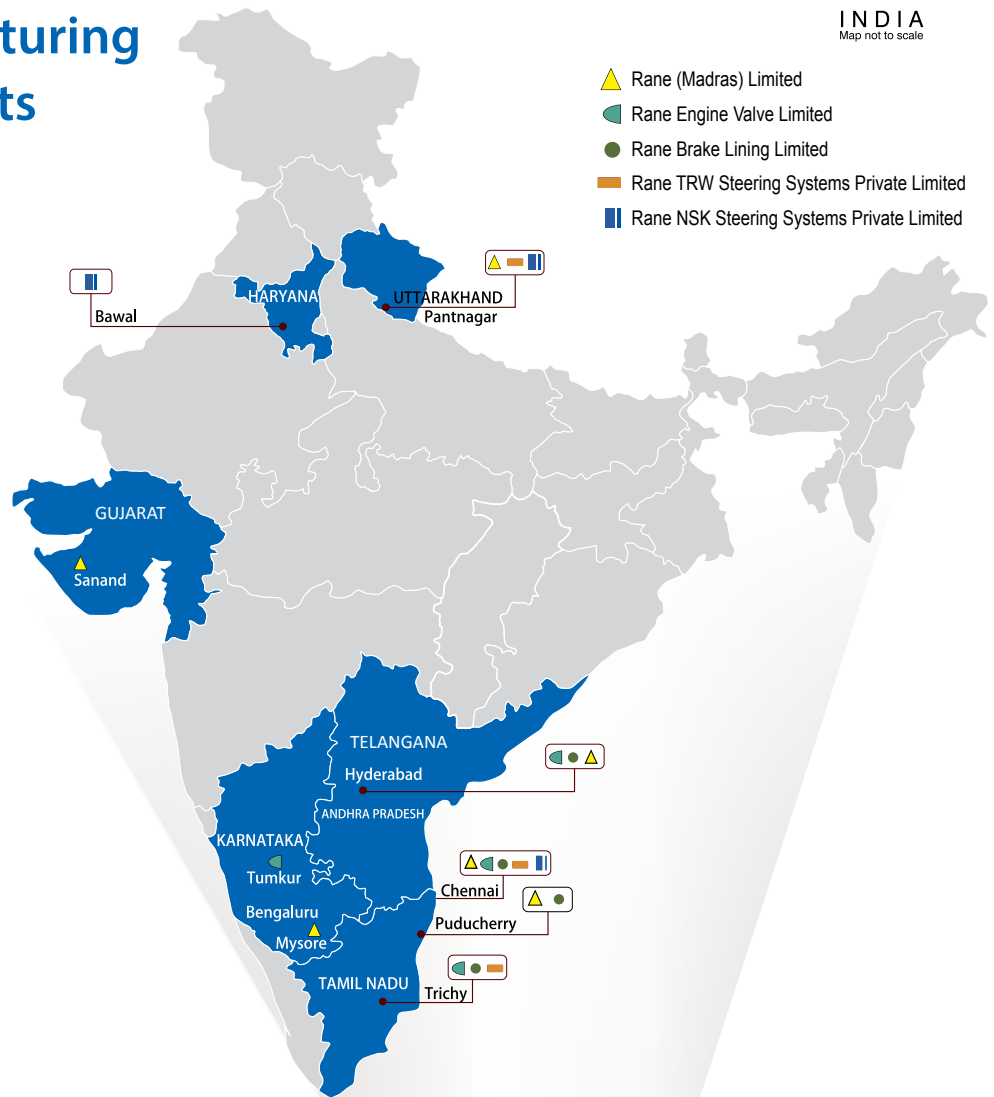 turing
ts
INDIA
Map not to scale
Rane (Madras) Limited
Rane Engine Valve Limited
Rane Brake Lining Limited
Rane TRW Steering Systems Private Limited
Rane NSK Steering Systems Private Limited
HARYANA
Bawal
UTTARAKHAND
Pantnagar
GUJARAT
Sanand
TELANGANA
Hyderabad
ANDHRA PRADESH
KARNATAKA
Tumkur
Chennai
Bengaluru
Puducherry
Mysore
TAMIL NADU
Trichy